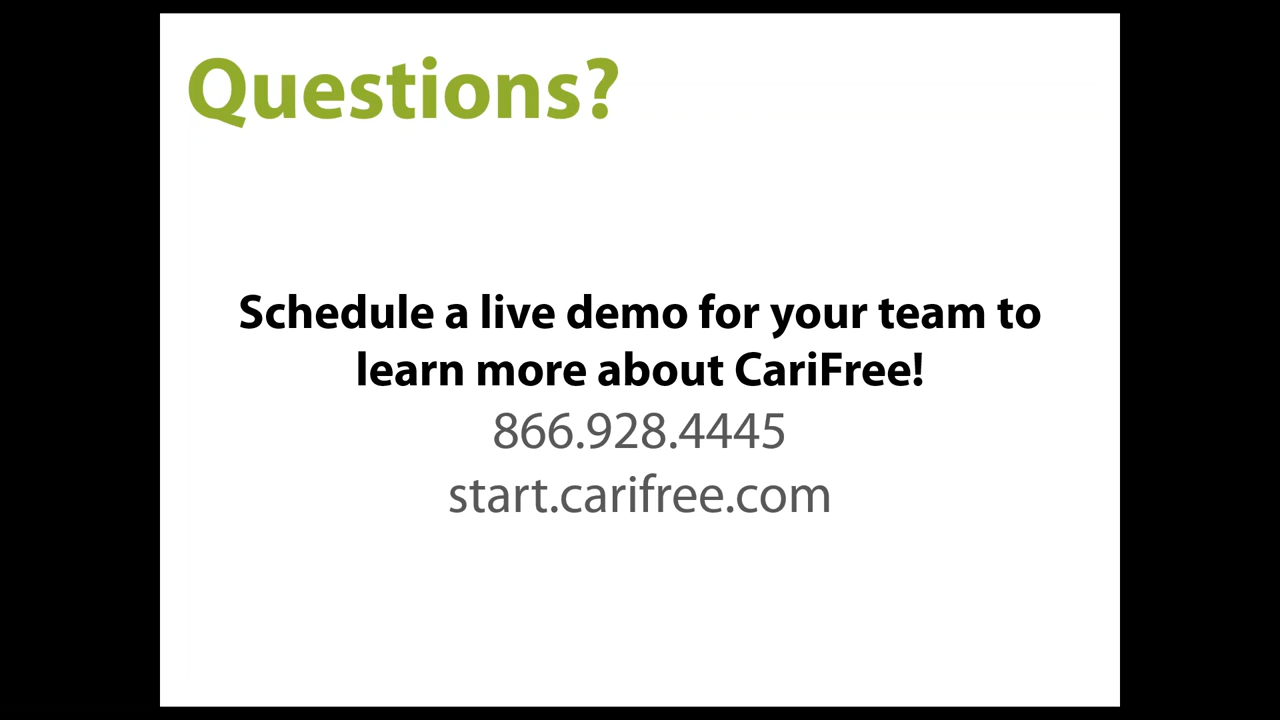 Questions?
Schedule a live demo for your team to
learn more about CariFree!
866.928.4445
start.carifree.com